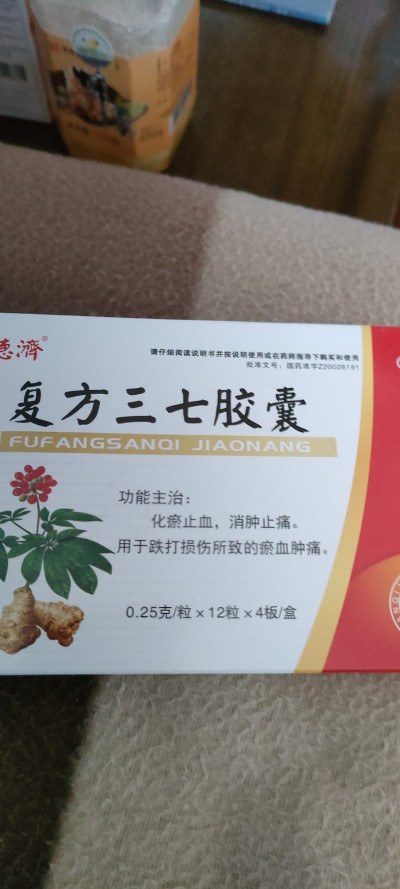 德濟®
请仔细阅读说明书并按说明使用或在药师指导下购买和使用
批准文号：国药准字Z20026191
复方三七胶囊
FUFANGSANQI JIAONANG
功能主治：
化瘀止血，消肿止痛。
用于跌打损伤所致的瘀血肿痛。
0.25克/粒×12粒×4板/盒